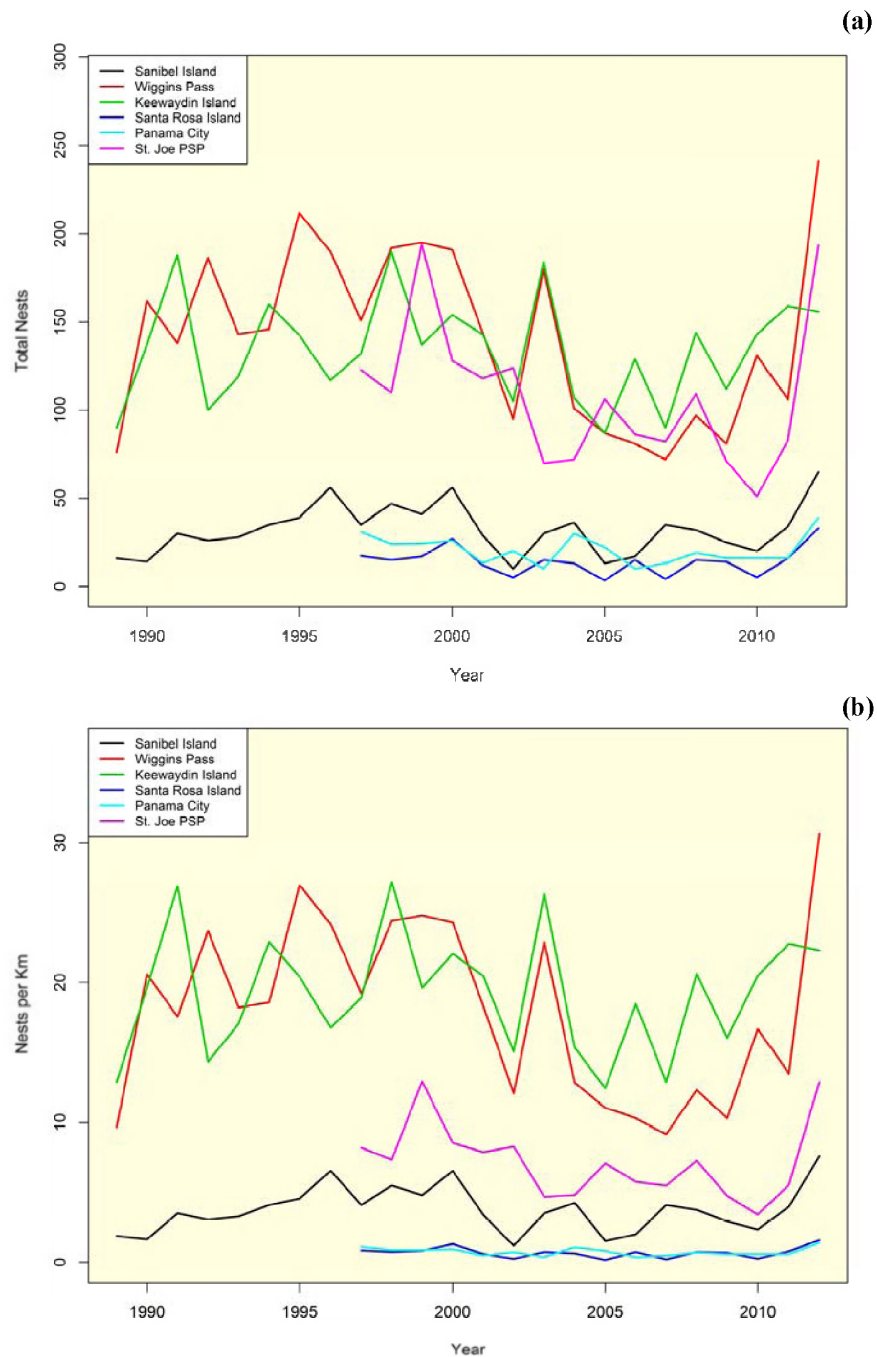 (a)
Sanibel Island
Wiggins Pass
Keewaydin Island
Santa Rosa Island
Panama City
St. Joe PSP
Total Nests
300
250
200
150
100
50
0
1990 1995 2000 2005 2010
Year
(b)
Sanibel Island
Wiggins Pass
Keewaydin Island
Santa Rosa Island
Panama City
St. Joe PSP
Nests per Km
30
20
10
0
1990 1995 2000 2005 2010
Year